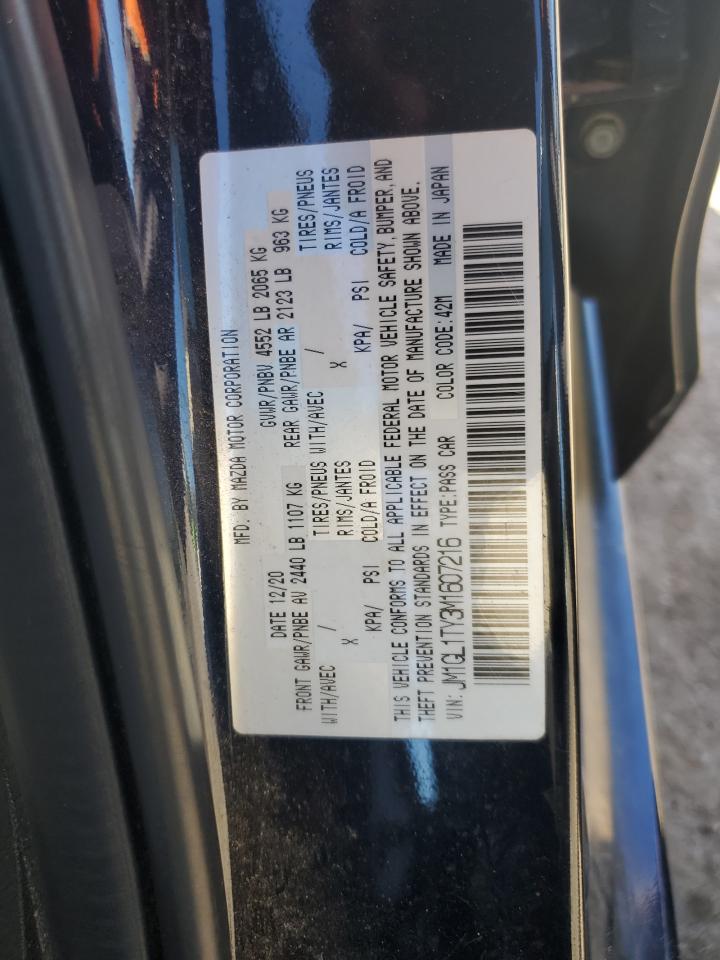 MFD. BY MAZDA MOTOR CORPORATION
DATE 12/20 GVWR/PNBV 4552 LB 2065 KG
FRONT GAWR/PNBE AV 2440 LB 1107 KG REAR GAWR/PNBE AR 2123 LB 963 KG
WITH/AVEC / TIRES/PNEUS WITH/AVEC / TIRES/PNEUS
X RIMS/JANTES X RIMS/JANTES
KPA/ PSI COLD/A FROID KPA/ PSI COLD/A FROID
THIS VEHICLE CONFORMS TO ALL APPLICABLE FEDERAL MOTOR VEHICLE SAFETY, BUMPER, AND
THEFT PREVENTION STANDARDS IN EFFECT ON THE DATE OF MANUFACTURE SHOWN ABOVE.
VIN: JM1GL1TY3M1607216 TYPE:PASS CAR COLOR CODE:42M MADE IN JAPAN